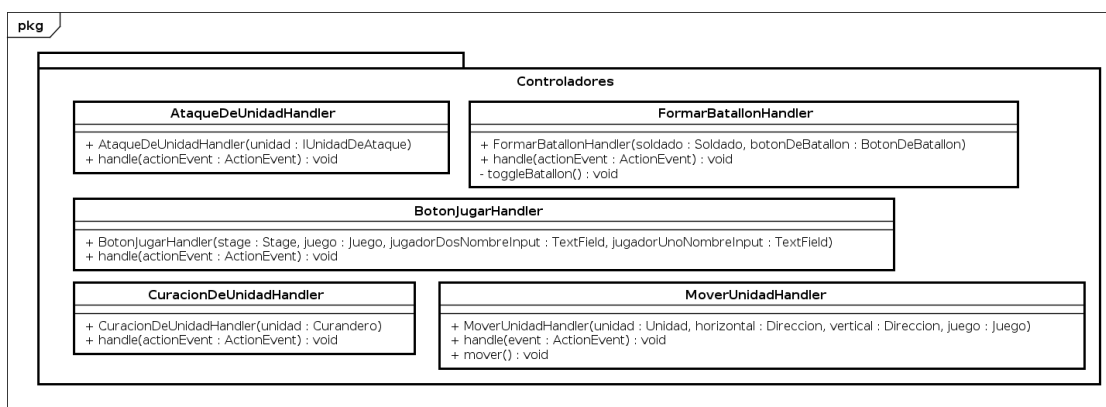 pkg
Controladores
AtaqueDeUnidadHandler
+ AtaqueDeUnidadHandler(unidad : IUnidadDeAtaque)
+ handle(actionEvent : ActionEvent) : void
FormarBatallonHandler
+ FormarBatallonHandler(soldado : Soldado, botonDeBatallon : BotonDeBatallon)
+ handle(actionEvent : ActionEvent) : void
- toggleBatallon() : void
BotonJugarHandler
+ BotonJugarHandler(stage : Stage, juego : Juego, jugadorDosNombreInput : TextField, jugadorUnoNombreInput : TextField)
+ handle(actionEvent : ActionEvent) : void
CuracionDeUnidadHandler
+ CuracionDeUnidadHandler(unidad : Curandero)
+ handle(actionEvent : ActionEvent) : void
MoverUnidadHandler
+ MoverUnidadHandler(unidad : Unidad, horizontal : Direccion, vertical : Direccion, juego : Juego)
+ handle(event : ActionEvent) : void
+ mover() : void